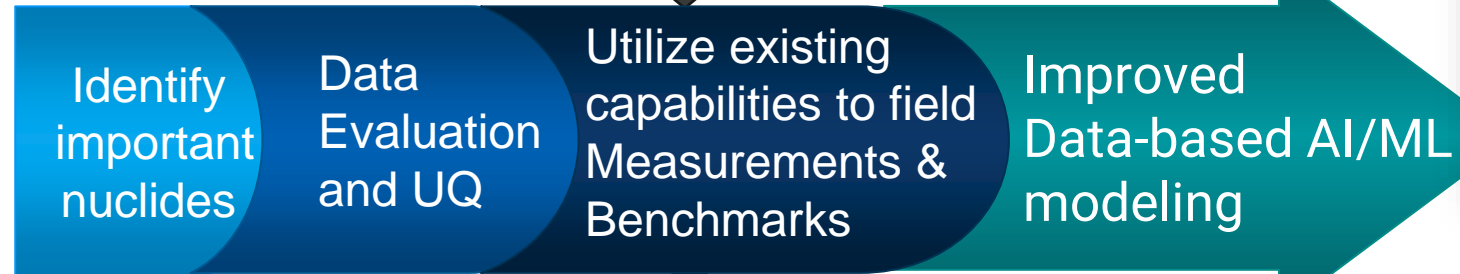 Identify
important
nuclides
Data
Evaluation
and UQ
Utilize existing
capabilities to field
Measurements &
Benchmarks
Improved
Data-based AI/ML
modeling